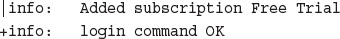 |info:   Added subscription Free Trial
+info:   login command OK